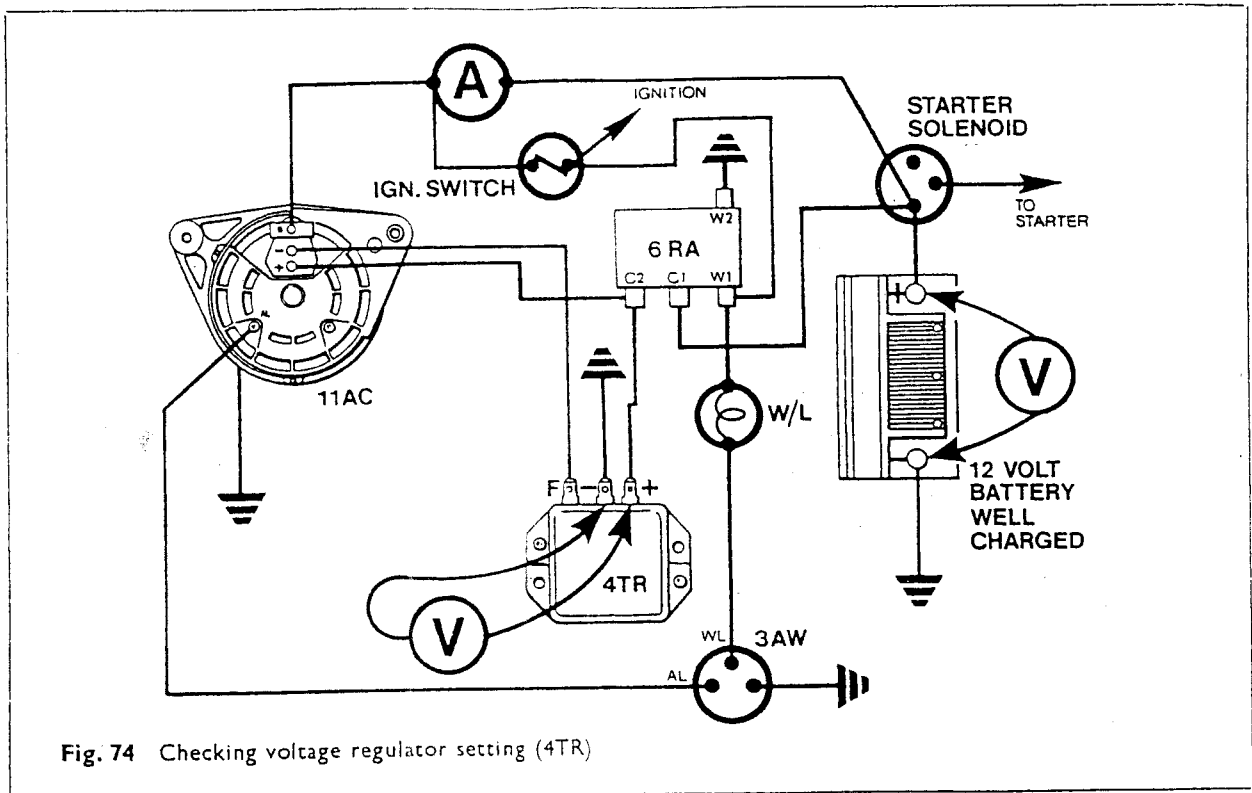 A
IGNITION
STARTER
SOLENOID
IGN. SWITCH
TO
STARTER
W2
6 RA
C2 C1 W1
-
+
AL
11AC
+
V
W/L
F - +
12 VOLT
BATTERY
WELL
CHARGED
4TR
V
WL 3AW
AL
Fig. 74 Checking voltage regulator setting (4TR)